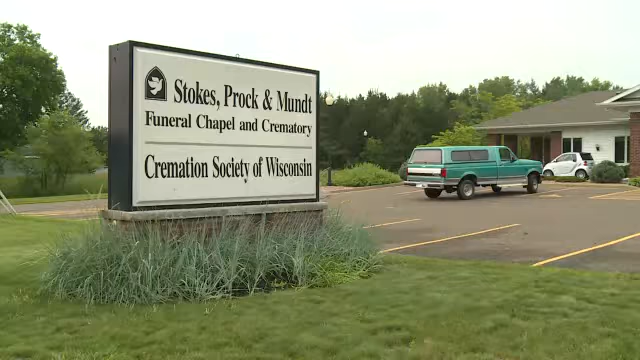 Stokes, Prock & Mundt
Funeral Chapel and Crematory
Cremation Society of Wisconsin